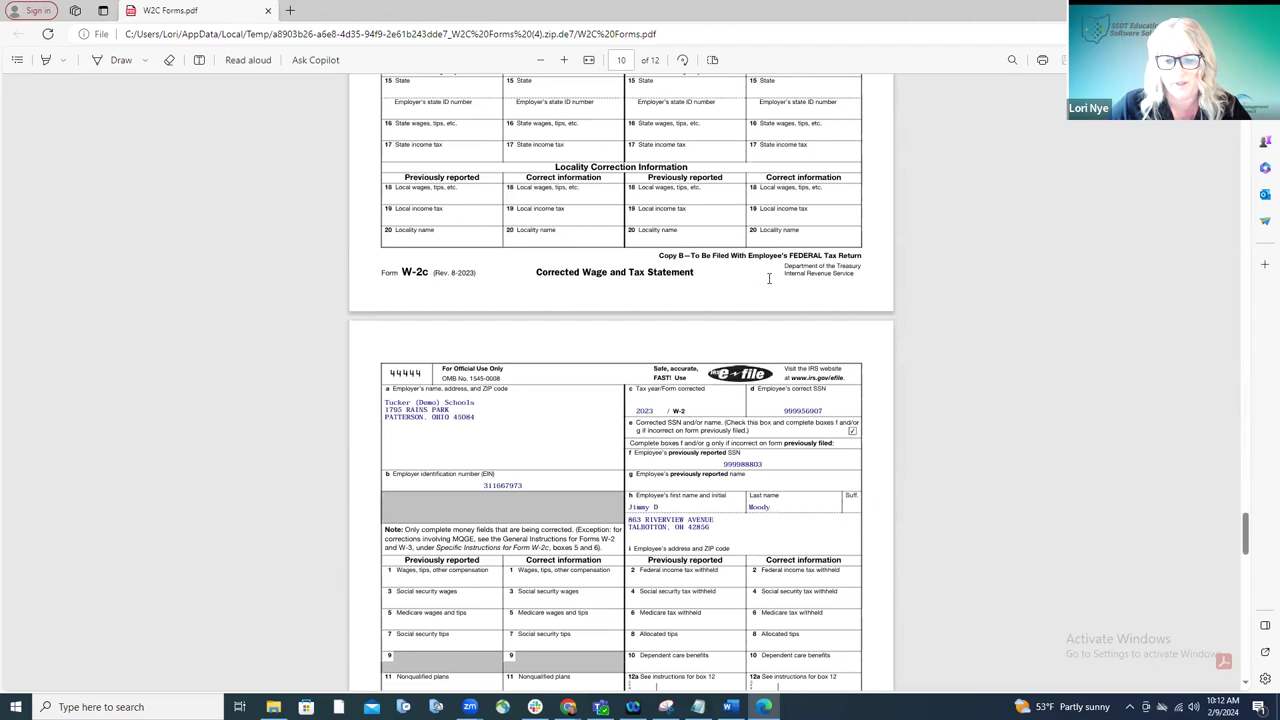 Signed in
W2C Forms.pdf
File
C:/Users/Lori/AppData/Local/Temp/a8903b26-a6e8-4d35-94f9-2e61b243dde7_W2C%20Forms%20(4).zip.de7/W2C%20Forms.pdf
Draw
Read aloud
Ask Copilot
10 of 12
SSDT Educa
Software So
Lori Nye
15 State 15 State 15 State 15 State
Employer's state ID number Employer's state ID number Employer's state ID number Employer's state ID number
16 State wages, tips, etc. 16 State wages, tips, etc. 16 State wages, tips, etc. 16 State wages, tips, etc.
17 State income tax 17 State income tax 17 State income tax 17 State income tax
Locality Correction Information
Previously reported Correct information Previously reported Correct information
18 Local wages, tips, etc. 18 Local wages, tips, etc. 18 Local wages, tips, etc. 18 Local wages, tips, etc.
19 Local income tax 19 Local income tax 19 Local income tax 19 Local income tax
20 Locality name 20 Locality name 20 Locality name 20 Locality name
Copy B—To Be Filed With Employee's FEDERAL Tax Return
Form W-2c (Rev. 8-2023) Corrected Wage and Tax Statement
Department of the Treasury
Internal Revenue Service
44444
For Official Use Only
OMB No. 1545-0008
Safe, accurate,
FAST! Use
IRS e-file
Visit the IRS website
at www.irs.gov/efile.
a Employer's name, address, and ZIP code
Tucker (Demo) Schools
1795 RAINS PARK
PATTERSON, OHIO 45084
c Tax year/Form corrected
2023 / W-2
d Employee's correct SSN
999956907
e Corrected SSN and/or name. (Check this box and complete boxes f and/or
g if incorrect on form previously filed.)
Complete boxes f and/or g only if incorrect on form previously filed:
f Employee's previously reported SSN
999988803
b Employer identification number (EIN)
311667973
g Employee's previously reported name
h Employee's first name and initial Last name Suff.
Jimmy D Moody
863 RIVERVIEW AVENUE
TALBOTTON, OH 42856
i Employee's address and ZIP code
Note: Only complete money fields that are being corrected. (Exception: for
corrections involving MQGE, see the General Instructions for Forms W-2
and W-3, under Specific Instructions for Form W-2c, boxes 5 and 6).
Previously reported Correct information Previously reported Correct information
1 Wages, tips, other compensation 1 Wages, tips, other compensation 2 Federal income tax withheld 2 Federal income tax withheld
3 Social security wages 3 Social security wages 4 Social security tax withheld 4 Social security tax withheld
5 Medicare wages and tips 5 Medicare wages and tips 6 Medicare tax withheld 6 Medicare tax withheld
7 Social security tips 7 Social security tips 8 Allocated tips 8 Allocated tips
9 9 10 Dependent care benefits 10 Dependent care benefits
11 Nonqualified plans 11 Nonqualified plans 12a See instructions for box 12 12a See instructions for box 12
Activate Windows
Go to Settings to activate Windows.
Type here to search
53°F Partly sunny
10:12 AM
2/9/2024